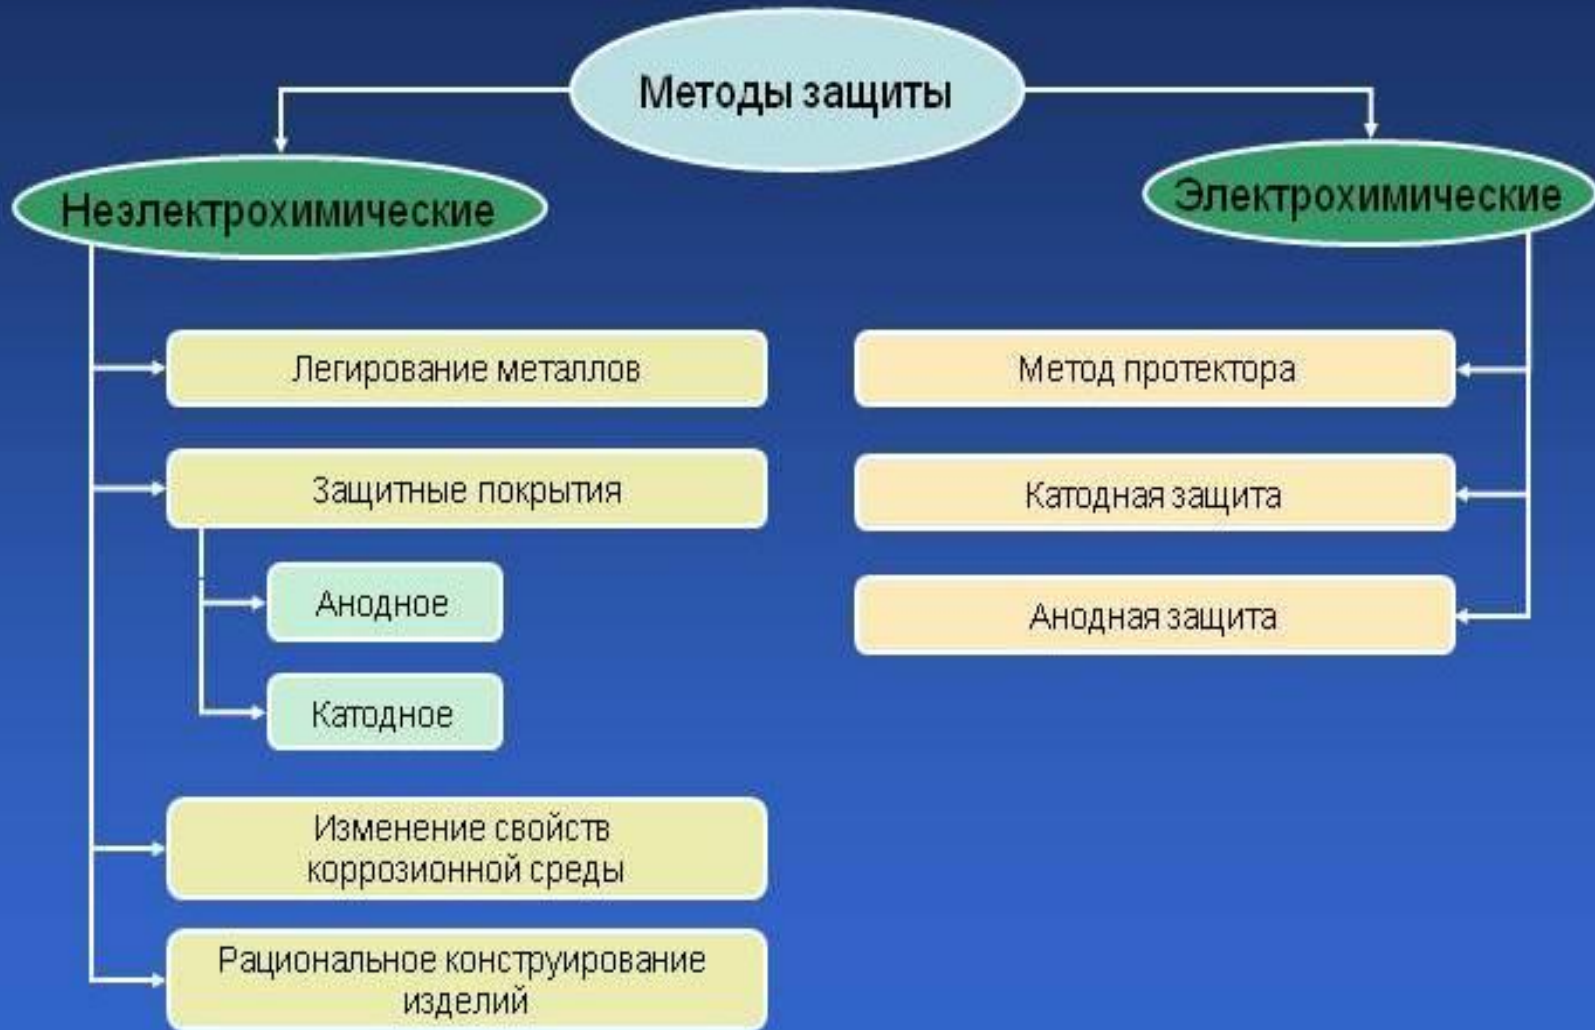 Методы защиты
Неэлектрохимические
Электрохимические
Легирование металлов
Защитные покрытия
Анодное
Катодное
Изменение свойств
коррозионной среды
Рациональное конструирование
изделий
Метод протектора
Катодная защита
Анодная защита